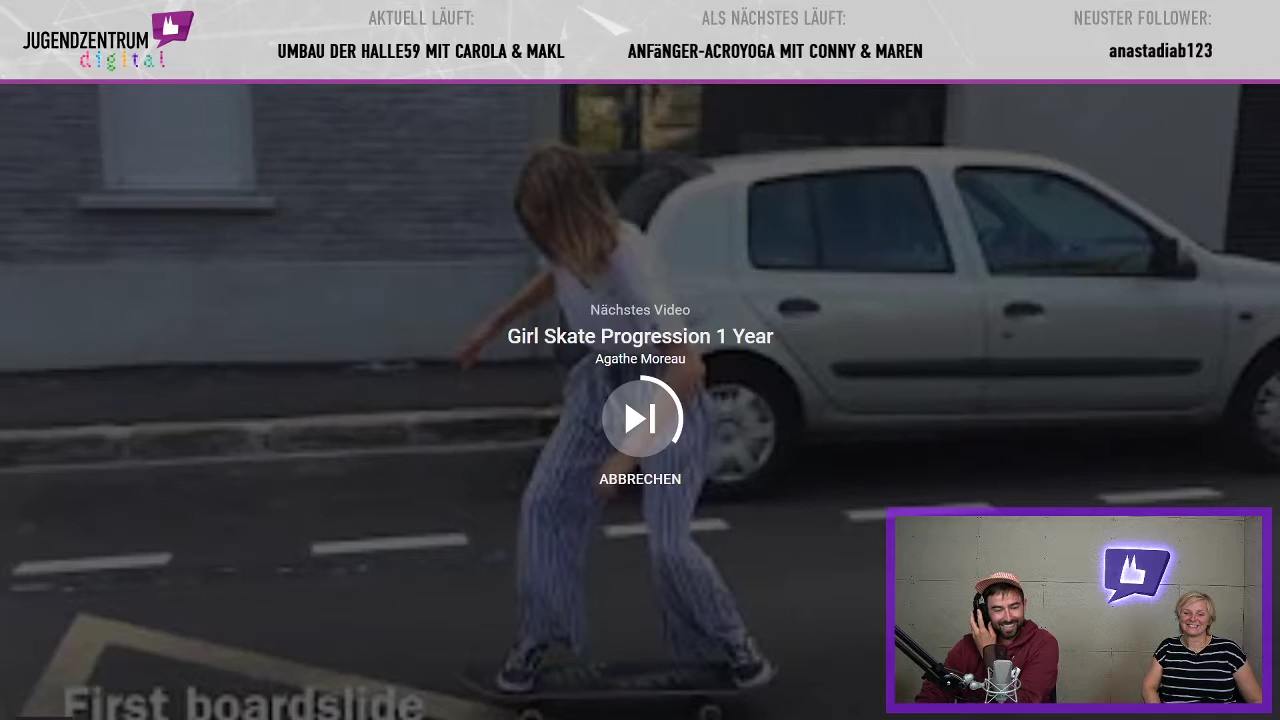 JUGENDZENTRUM
digital
AKTUELL LÄUFT:
UMBAU DER HALLE59 MIT CAROLA & MAKL
ALS NÄCHSTES LÄUFT:
ANFäNGER-ACROYOGA MIT CONNY & MAREN
NEUSTER FOLLOWER:
anastadiab123
Nächstes Video
Girl Skate Progression 1 Year
Agathe Moreau
ABBRECHEN
First boardslide